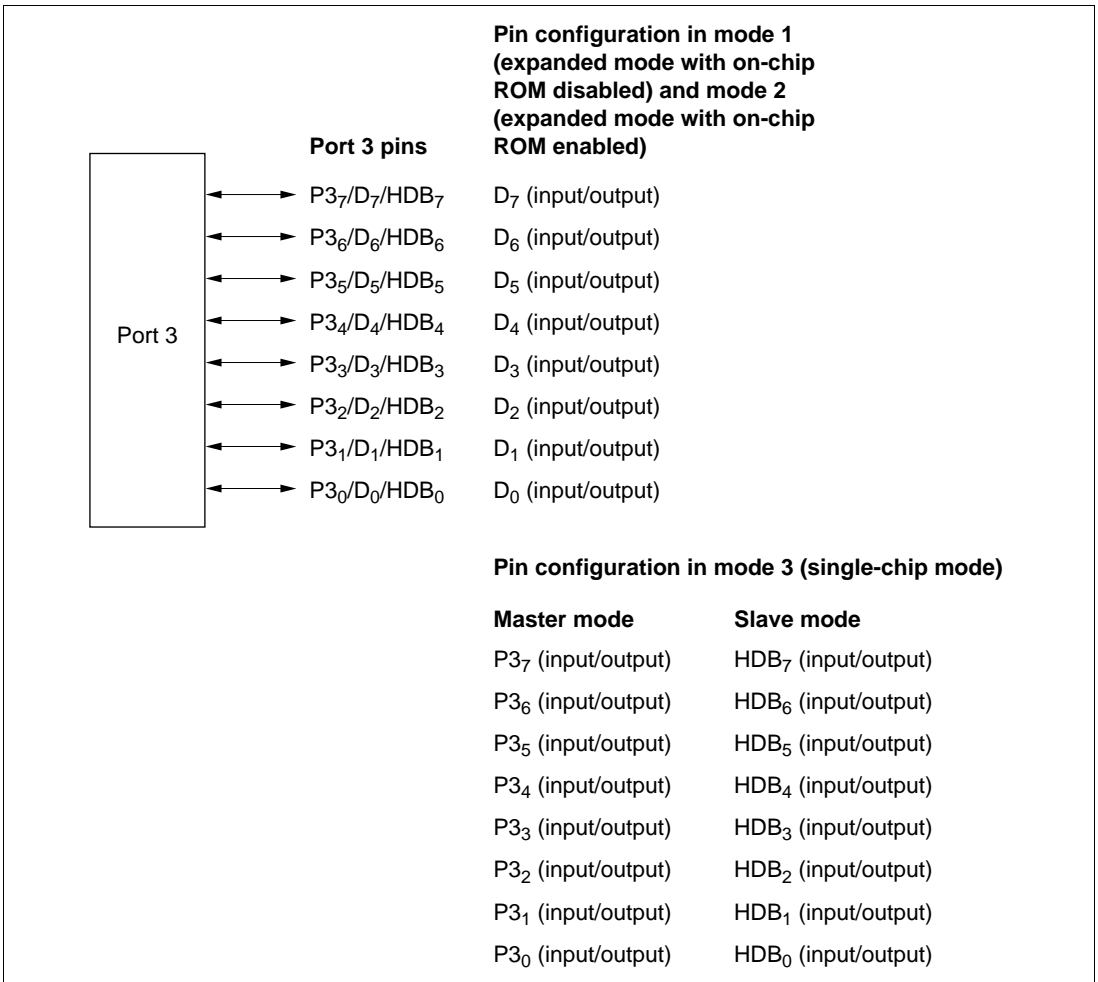 Pin configuration in mode 1
(expanded mode with on-chip
ROM disabled) and mode 2
(expanded mode with on-chip
ROM enabled)
Port 3 pins
Port 3
P3₇/D₇/HDB₇ D₇ (input/output)
P3₆/D₆/HDB₆ D₆ (input/output)
P3₅/D₅/HDB₅ D₅ (input/output)
P3₄/D₄/HDB₄ D₄ (input/output)
P3₃/D₃/HDB₃ D₃ (input/output)
P3₂/D₂/HDB₂ D₂ (input/output)
P3₁/D₁/HDB₁ D₁ (input/output)
P3₀/D₀/HDB₀ D₀ (input/output)
Pin configuration in mode 3 (single-chip mode)
Master mode Slave mode
P3₇ (input/output) HDB₇ (input/output)
P3₆ (input/output) HDB₆ (input/output)
P3₅ (input/output) HDB₅ (input/output)
P3₄ (input/output) HDB₄ (input/output)
P3₃ (input/output) HDB₃ (input/output)
P3₂ (input/output) HDB₂ (input/output)
P3₁ (input/output) HDB₁ (input/output)
P3₀ (input/output) HDB₀ (input/output)